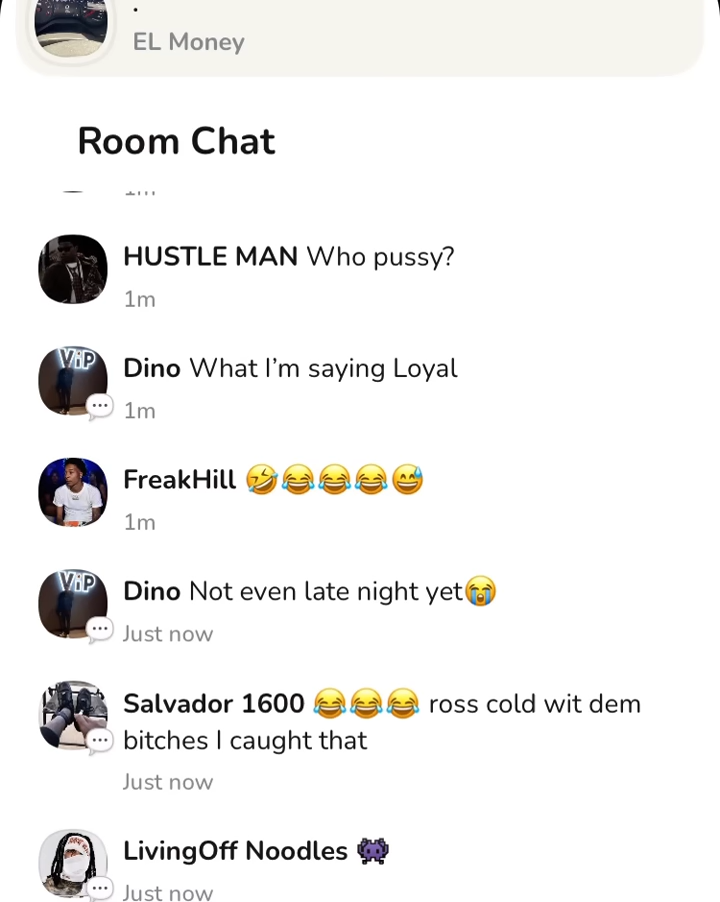 .
EL Money
Room Chat
HUSTLE MAN Who pussy?
1m
ViP
Dino What I’m saying Loyal
1m
FreakHill 🤣😂😂😂😅
1m
ViP
Dino Not even late night yet😭
Just now
Salvador 1600 😂😂😂 ross cold wit dem
bitches I caught that
Just now
LivingOff Noodles 👾
Just now